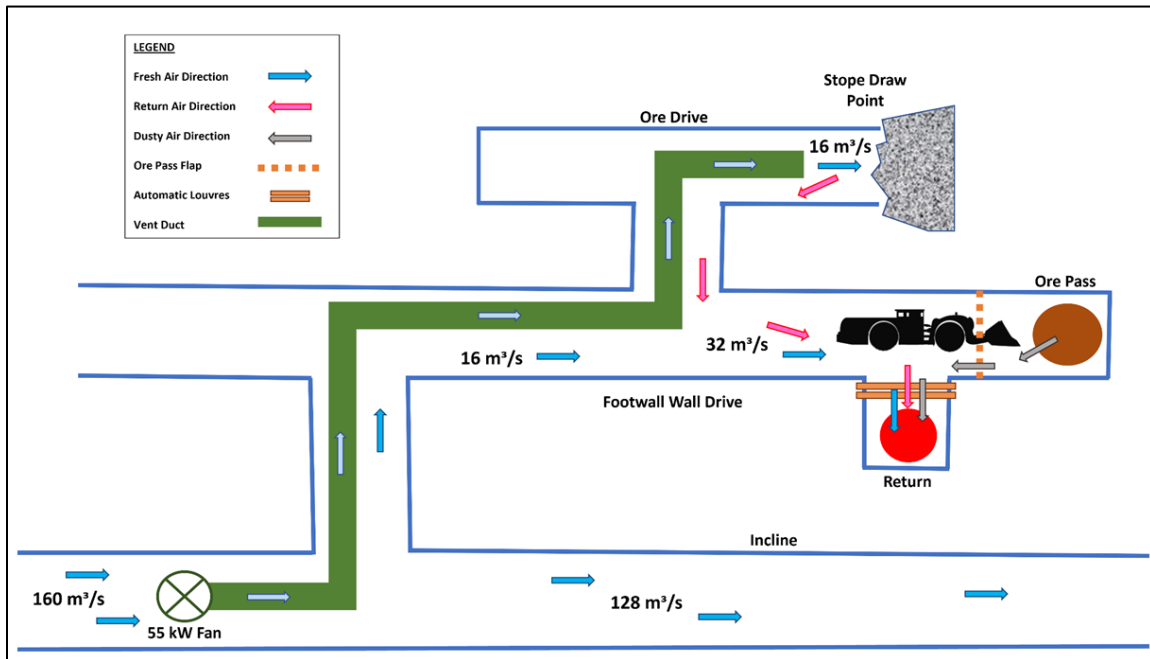 LEGEND
Fresh Air Direction
Return Air Direction
Dusty Air Direction
Ore Pass Flap
Automatic Louvres
Vent Duct
Stope Draw
Point
Ore Drive
16 m³/s
Ore Pass
16 m³/s
32 m³/s
Footwall Wall Drive
Return
Incline
160 m³/s
55 kW Fan
128 m³/s